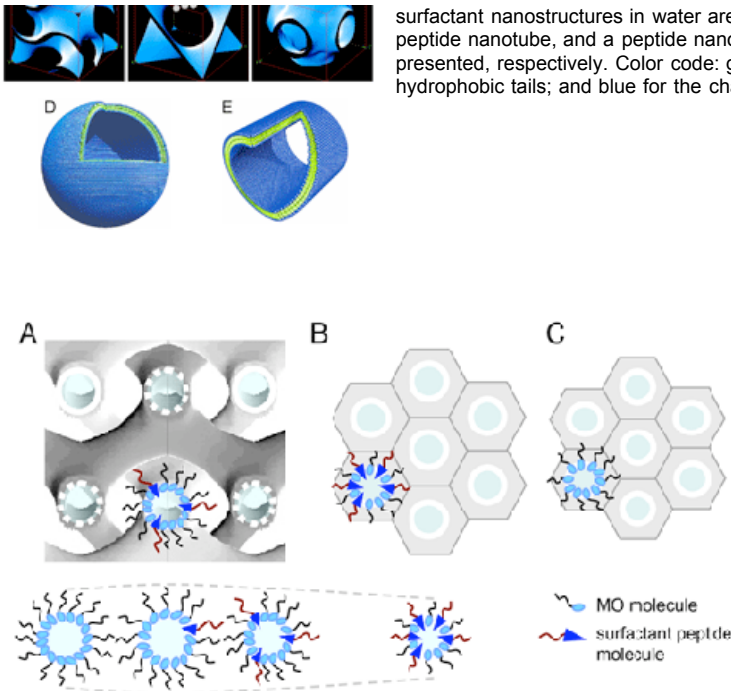 surfactant nanostructures in water are
peptide nanotube, and a peptide nano
presented, respectively. Color code: g
hydrophobic tails; and blue for the cha
D
E
A
B
C
MO molecule
surfactant peptide
molecule